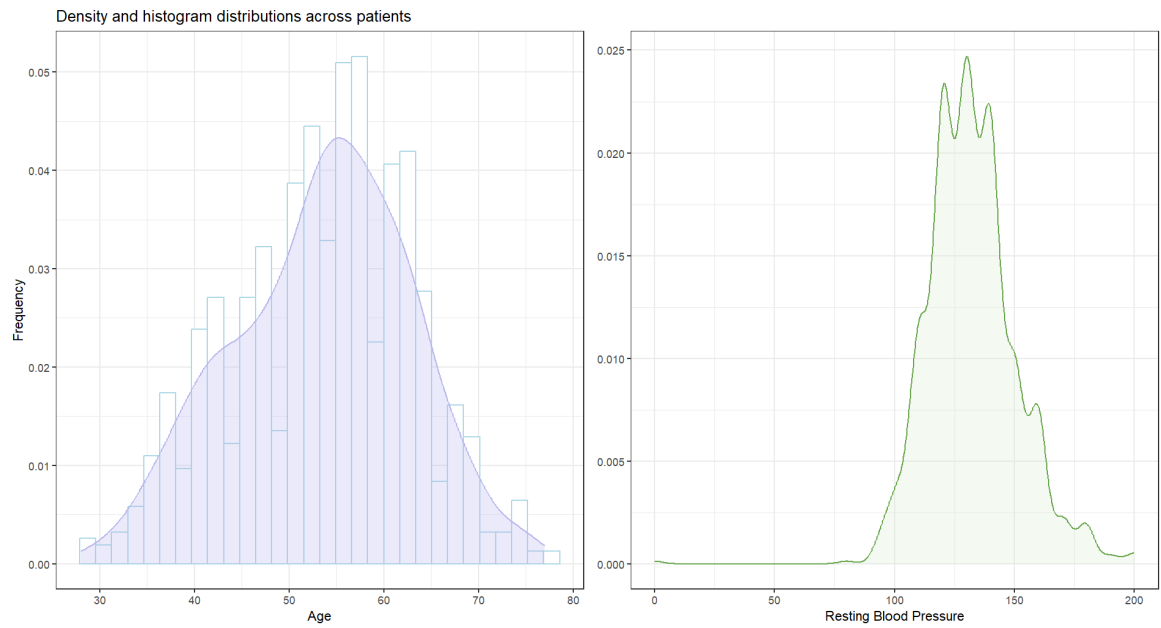 Density and histogram distributions across patients
Frequency
0.05
0.04
0.03
0.02
0.01
0.00
30 40 50 60 70 80
Age
0.025
0.020
0.015
0.010
0.005
0.000
0 50 100 150 200
Resting Blood Pressure